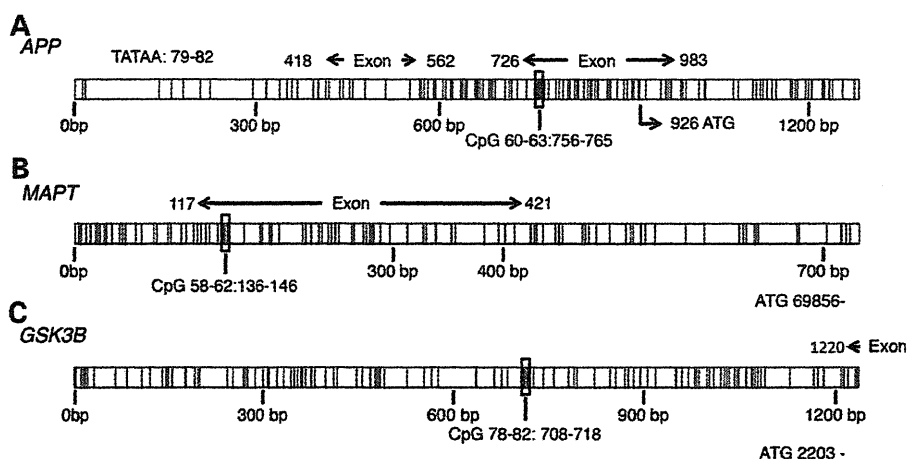 A
APP
TATAA: 79-82
418 Exon 562 726 Exon 983
0bp 300 bp 600 bp 926 ATG 1200 bp
CpG 60-63:756-765
B
MAPT
117 Exon 421
0bp 300 bp 400 bp 700 bp
CpG 58-62:136-146
ATG 69856-
C
GSK3B
1220 Exon
0bp 300 bp 600 bp 900 bp 1200 bp
CpG 78-82: 708-718
ATG 2203 -